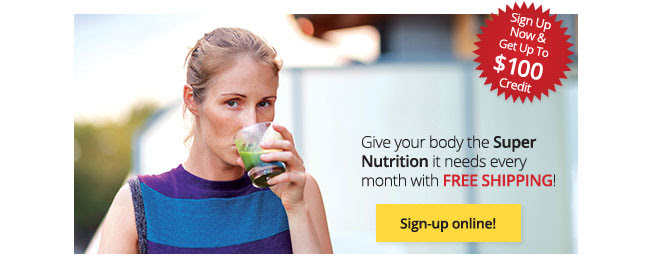 Sign Up
Now &
Get Up To
$100
Credit
Give your body the Super
Nutrition it needs every
month with FREE SHIPPING!
Sign-up online!